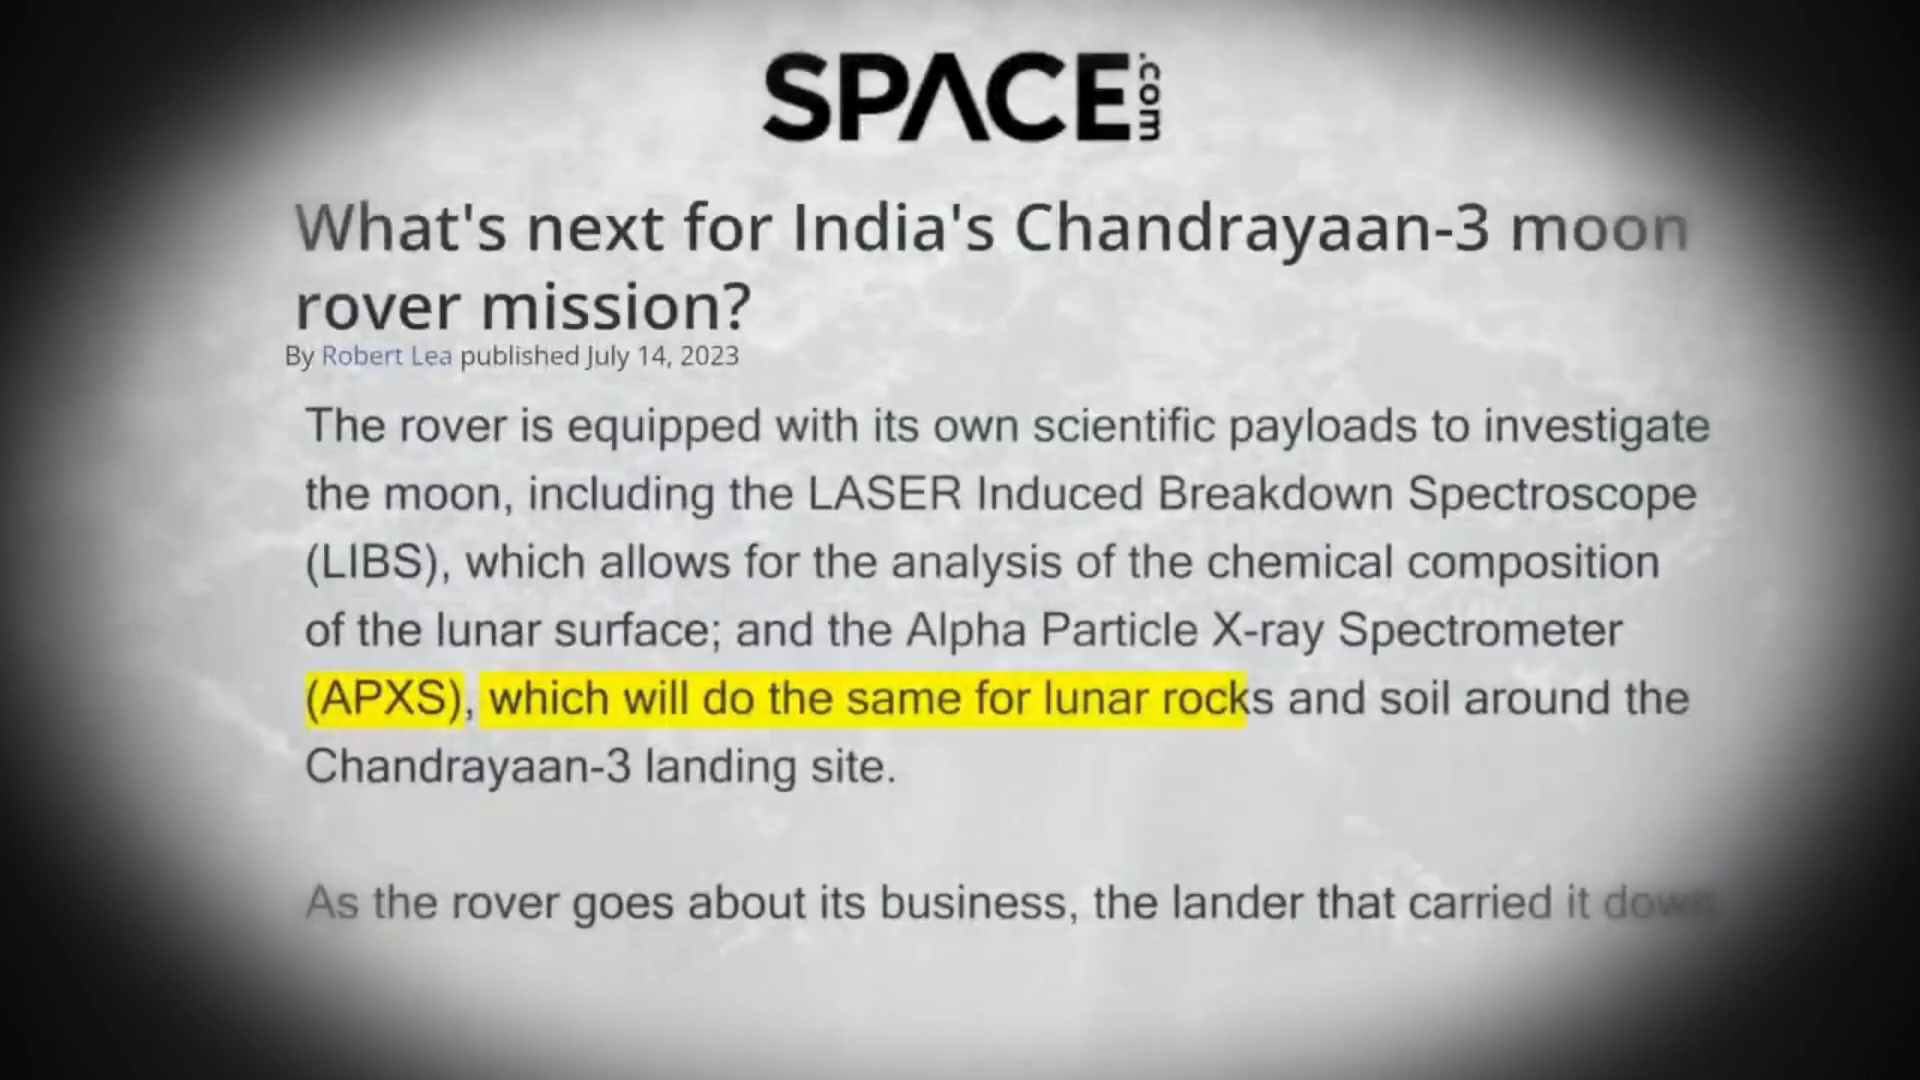 SPACE.com
What's next for India's Chandrayaan-3 moon
rover mission?
By Robert Lea published July 14, 2023
The rover is equipped with its own scientific payloads to investigate
the moon, including the LASER Induced Breakdown Spectroscope
(LIBS), which allows for the analysis of the chemical composition
of the lunar surface; and the Alpha Particle X-ray Spectrometer
(APXS), which will do the same for lunar rocks and soil around the
Chandrayaan-3 landing site.
As the rover goes about its business, the lander that carried it down